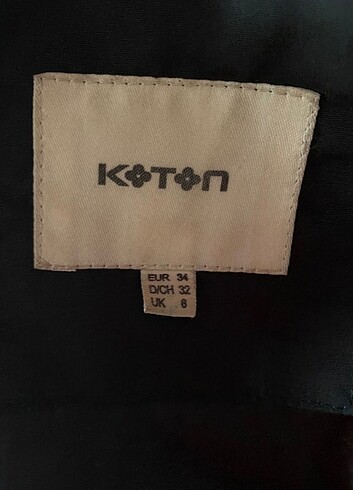 KOTON
EUR 34
D/CH 32
UK 6